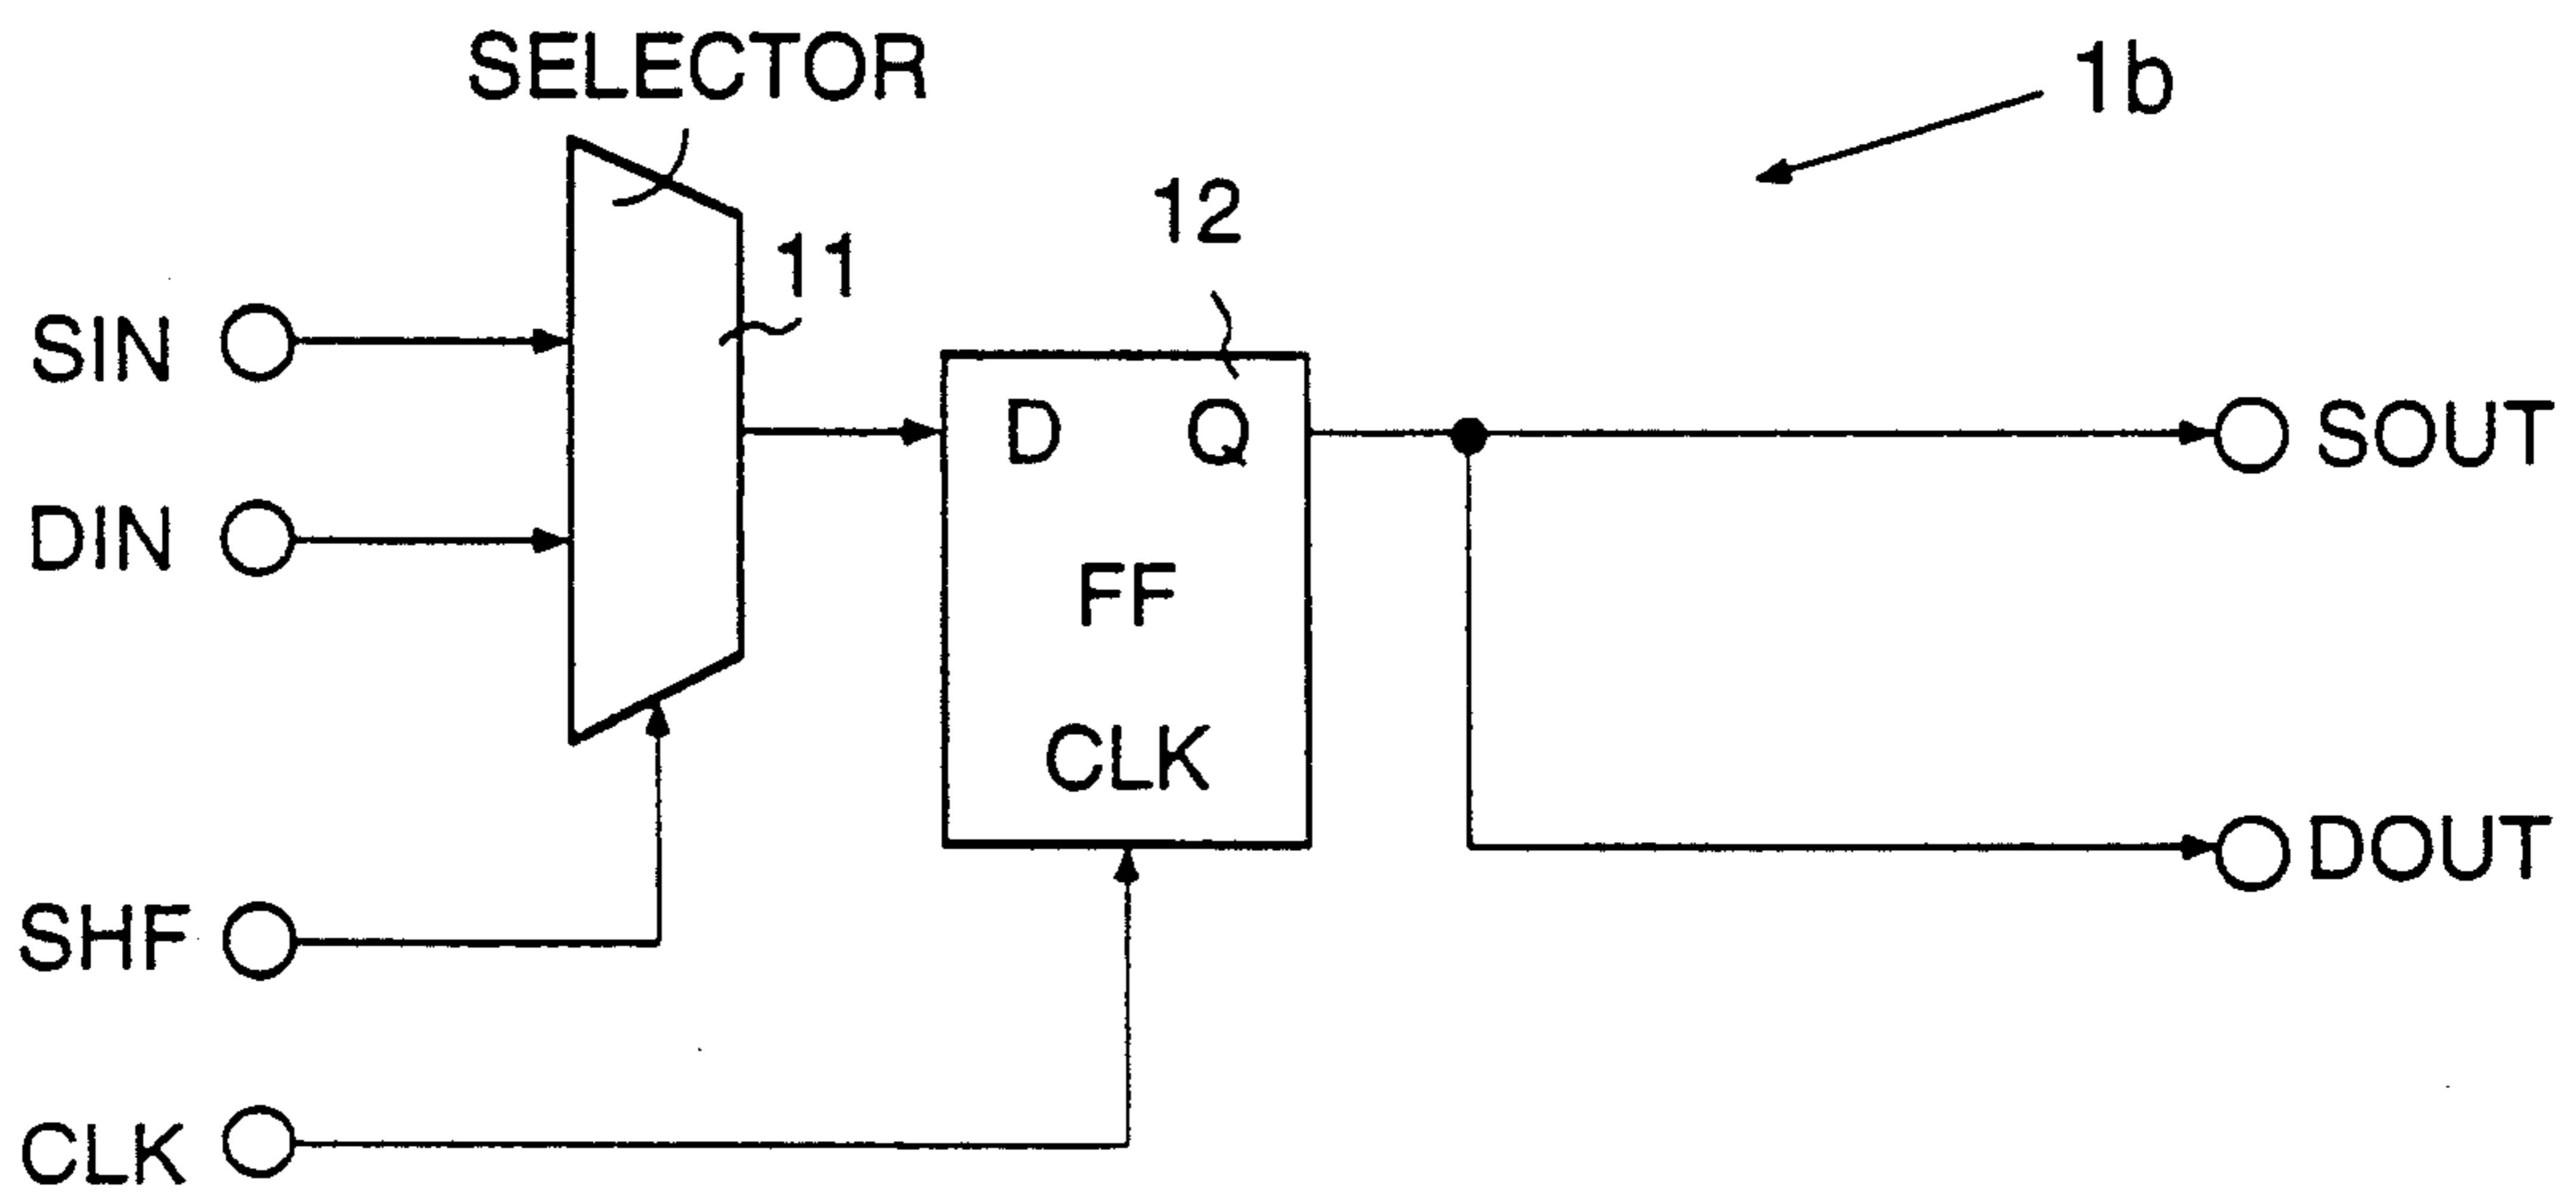 SELECTOR
1b
12
11
SIN
D Q
SOUT
DIN
FF
CLK
DOUT
SHF
CLK